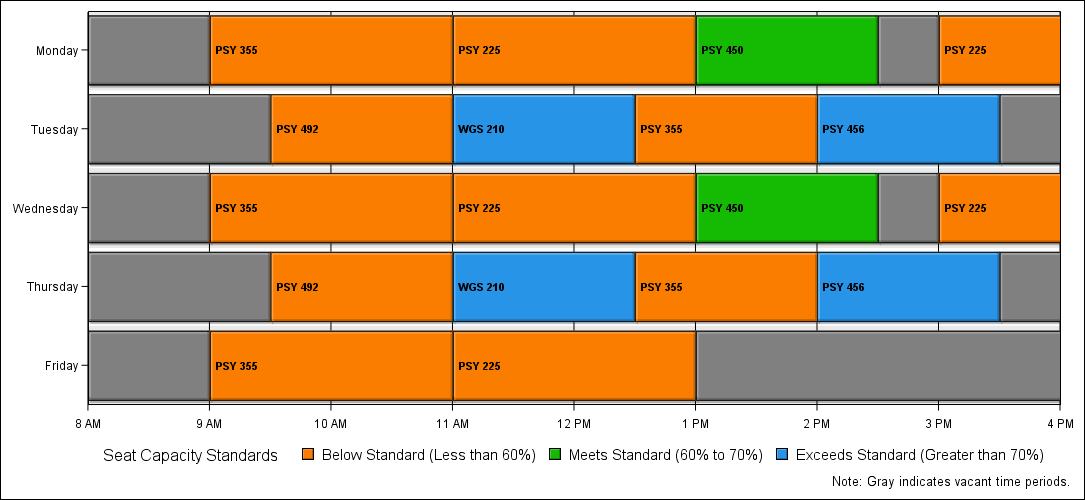 Monday PSY 355 PSY 225 PSY 450 PSY 225
Tuesday PSY 492 WGS 210 PSY 355 PSY 456
Wednesday PSY 355 PSY 225 PSY 450 PSY 225
Thursday PSY 492 WGS 210 PSY 355 PSY 456
Friday PSY 355 PSY 225
8 AM 9 AM 10 AM 11 AM 12 PM 1 PM 2 PM 3 PM 4 PM
Seat Capacity Standards Below Standard (Less than 60%) Meets Standard (60% to 70%) Exceeds Standard (Greater than 70%)
Note: Gray indicates vacant time periods.